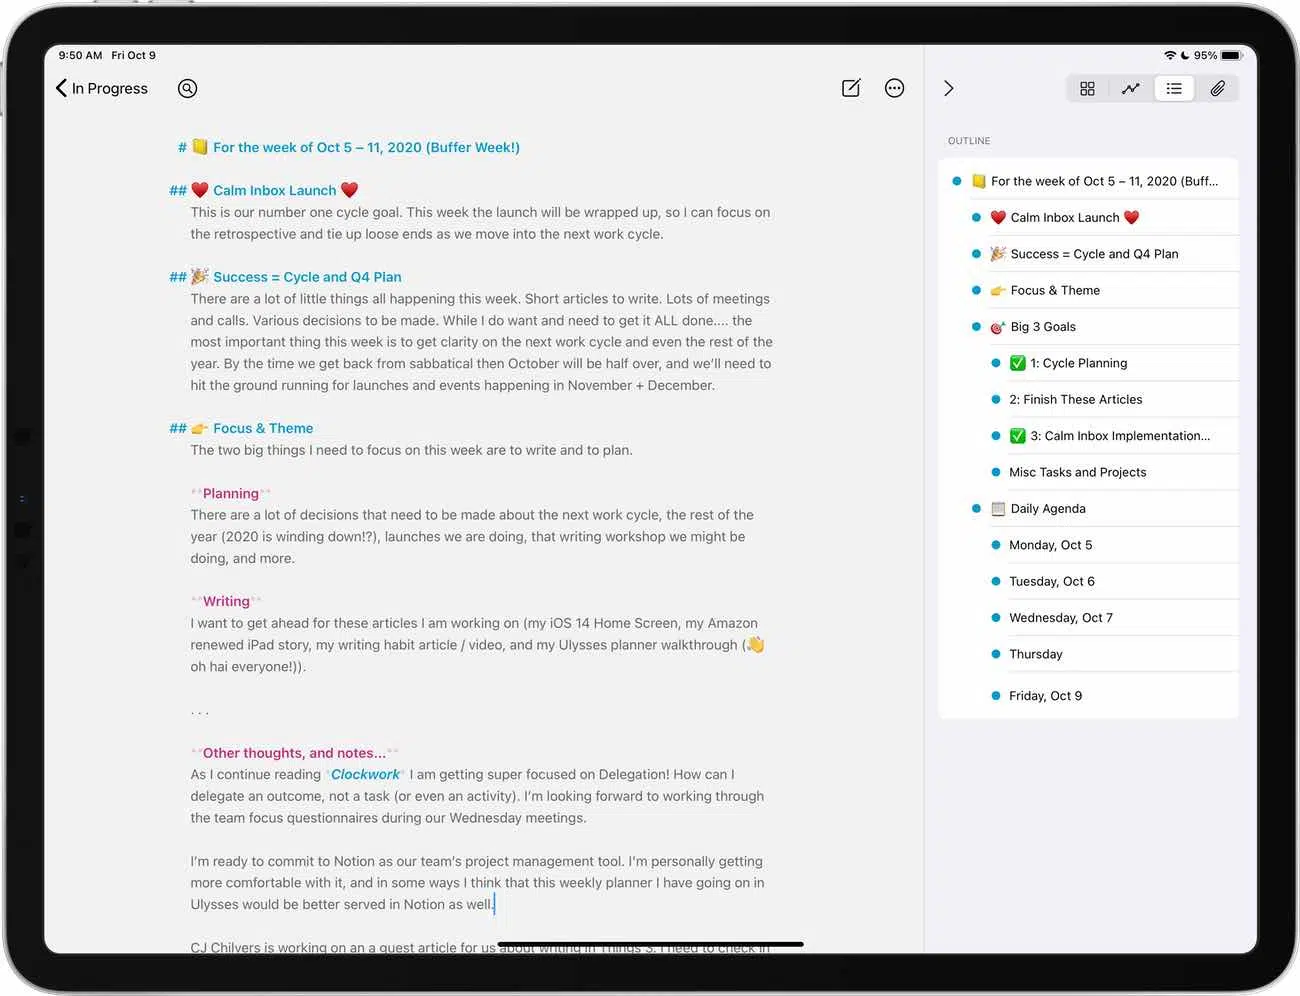 9:50 AM Fri Oct 9
95%
In Progress
# 📒 For the week of Oct 5 – 11, 2020 (Buffer Week!)
## ♥️ Calm Inbox Launch ♥️
This is our number one cycle goal. This week the launch will be wrapped up, so I can focus on
the retrospective and tie up loose ends as we move into the next work cycle.
## 🎉 Success = Cycle and Q4 Plan
There are a lot of little things all happening this week. Short articles to write. Lots of meetings
and calls. Various decisions to be made. While I do want and need to get it ALL done.... the
most important thing this week is to get clarity on the next work cycle and even the rest of the
year. By the time we get back from sabbatical then October will be half over, and we’ll need to
hit the ground running for launches and events happening in November + December.
## 👉 Focus & Theme
The two big things I need to focus on this week are to write and to plan.
**Planning**
There are a lot of decisions that need to be made about the next work cycle, the rest of the
year (2020 is winding down!?), launches we are doing, that writing workshop we might be
doing, and more.
**Writing**
I want to get ahead for these articles I am working on (my iOS 14 Home Screen, my Amazon
renewed iPad story, my writing habit article / video, and my Ulysses planner walkthrough (👋
oh hai everyone!)).
. . .
**Other thoughts, and notes...**
As I continue reading *Clockwork* I am getting super focused on Delegation! How can I
delegate an outcome, not a task (or even an activity). I’m looking forward to working through
the team focus questionnaires during our Wednesday meetings.
I’m ready to commit to Notion as our team’s project management tool. I’m personally getting
more comfortable with it, and in some ways I think that this weekly planner I have going on in
Ulysses would be better served in Notion as well.
CJ Chilvers is working on an a guest article for us about writing in Things 3. I need to check in
OUTLINE
📒 For the week of Oct 5 – 11, 2020 (Buff...
♥️ Calm Inbox Launch ♥️
🎉 Success = Cycle and Q4 Plan
👉 Focus & Theme
🎯 Big 3 Goals
✅ 1: Cycle Planning
2: Finish These Articles
✅ 3: Calm Inbox Implementation...
Misc Tasks and Projects
🗒 Daily Agenda
Monday, Oct 5
Tuesday, Oct 6
Wednesday, Oct 7
Thursday
Friday, Oct 9